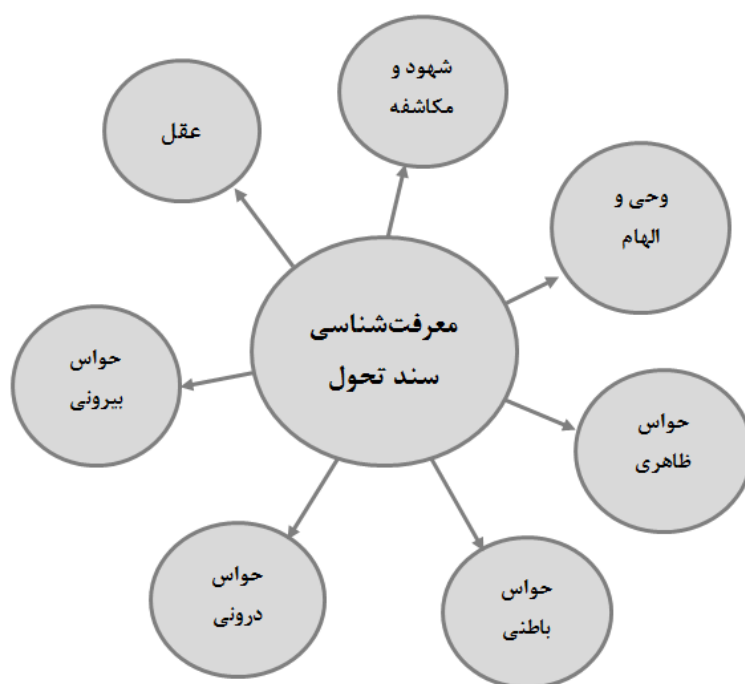 شهود و
مکاشفه
عقل
وحی و
الهام
معرفت‌شناسی
سند تحول
حواس
بیرونی
حواس
ظاهری
حواس
درونی
حواس
باطنی